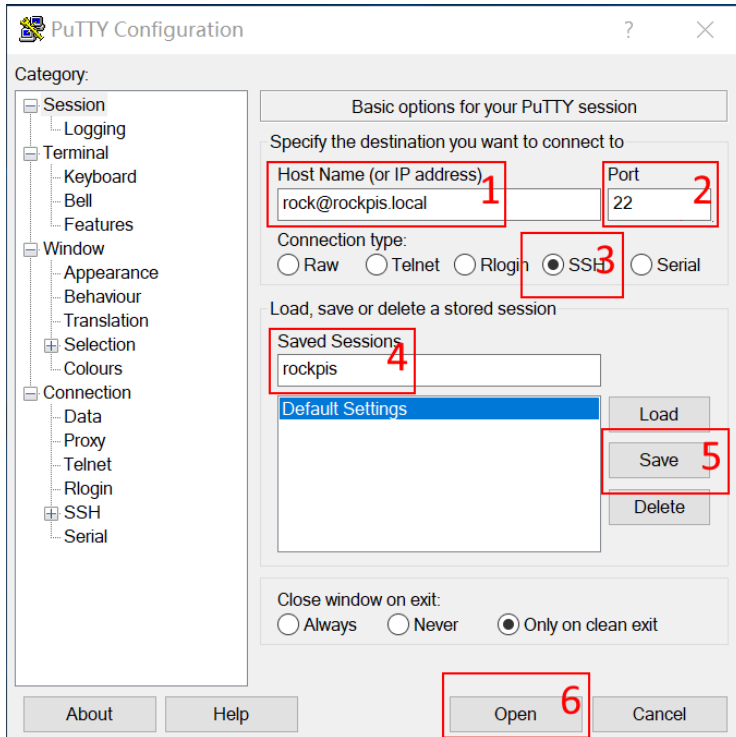 PuTTY Configuration ? ×
Category:
Session
Logging
Terminal
Keyboard
Bell
Features
Window
Appearance
Behaviour
Translation
Selection
Colours
Connection
Data
Proxy
Telnet
Rlogin
SSH
Serial
Basic options for your PuTTY session
Specify the destination you want to connect to
Host Name (or IP address) 1 Port 2
rock@rockpis.local 22
Connection type:
Raw Telnet Rlogin SSH 3 Serial
Load, save or delete a stored session
Saved Sessions 4
rockpis
Default Settings
Load
Save 5
Delete
Close window on exit:
Always Never Only on clean exit
About Help Open 6 Cancel